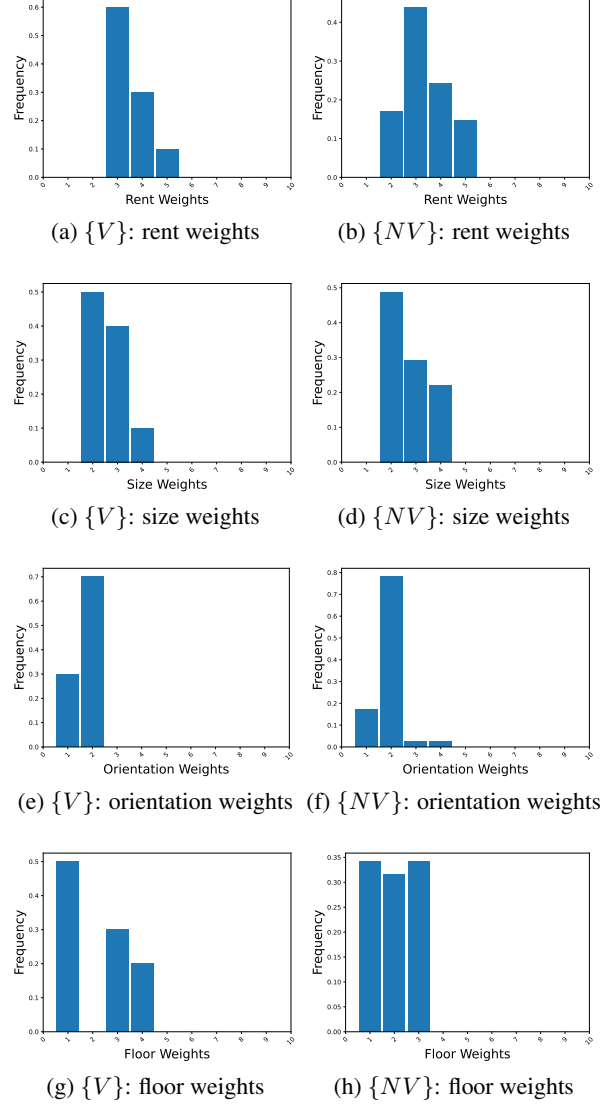 0.6
0.5
0.4
0.3
0.2
0.1
0.0
Frequency
0 1 2 3 4 5 6 7 8 9 10
Rent Weights
(a) {V}: rent weights
0.4
0.3
0.2
0.1
0.0
Frequency
0 1 2 3 4 5 6 7 8 9 10
Rent Weights
(b) {NV}: rent weights
0.5
0.4
0.3
0.2
0.1
0.0
Frequency
0 1 2 3 4 5 6 7 8 9 10
Size Weights
(c) {V}: size weights
0.5
0.4
0.3
0.2
0.1
0.0
Frequency
0 1 2 3 4 5 6 7 8 9 10
Size Weights
(d) {NV}: size weights
0.7
0.6
0.5
0.4
0.3
0.2
0.1
0.0
Frequency
0 1 2 3 4 5 6 7 8 9 10
Orientation Weights
(e) {V}: orientation weights
0.8
0.7
0.6
0.5
0.4
0.3
0.2
0.1
0.0
Frequency
0 1 2 3 4 5 6 7 8 9 10
Orientation Weights
(f) {NV}: orientation weights
0.5
0.4
0.3
0.2
0.1
0.0
Frequency
0 1 2 3 4 5 6 7 8 9 10
Floor Weights
(g) {V}: floor weights
0.35
0.30
0.25
0.20
0.15
0.10
0.05
0.00
Frequency
0 1 2 3 4 5 6 7 8 9 10
Floor Weights
(h) {NV}: floor weights